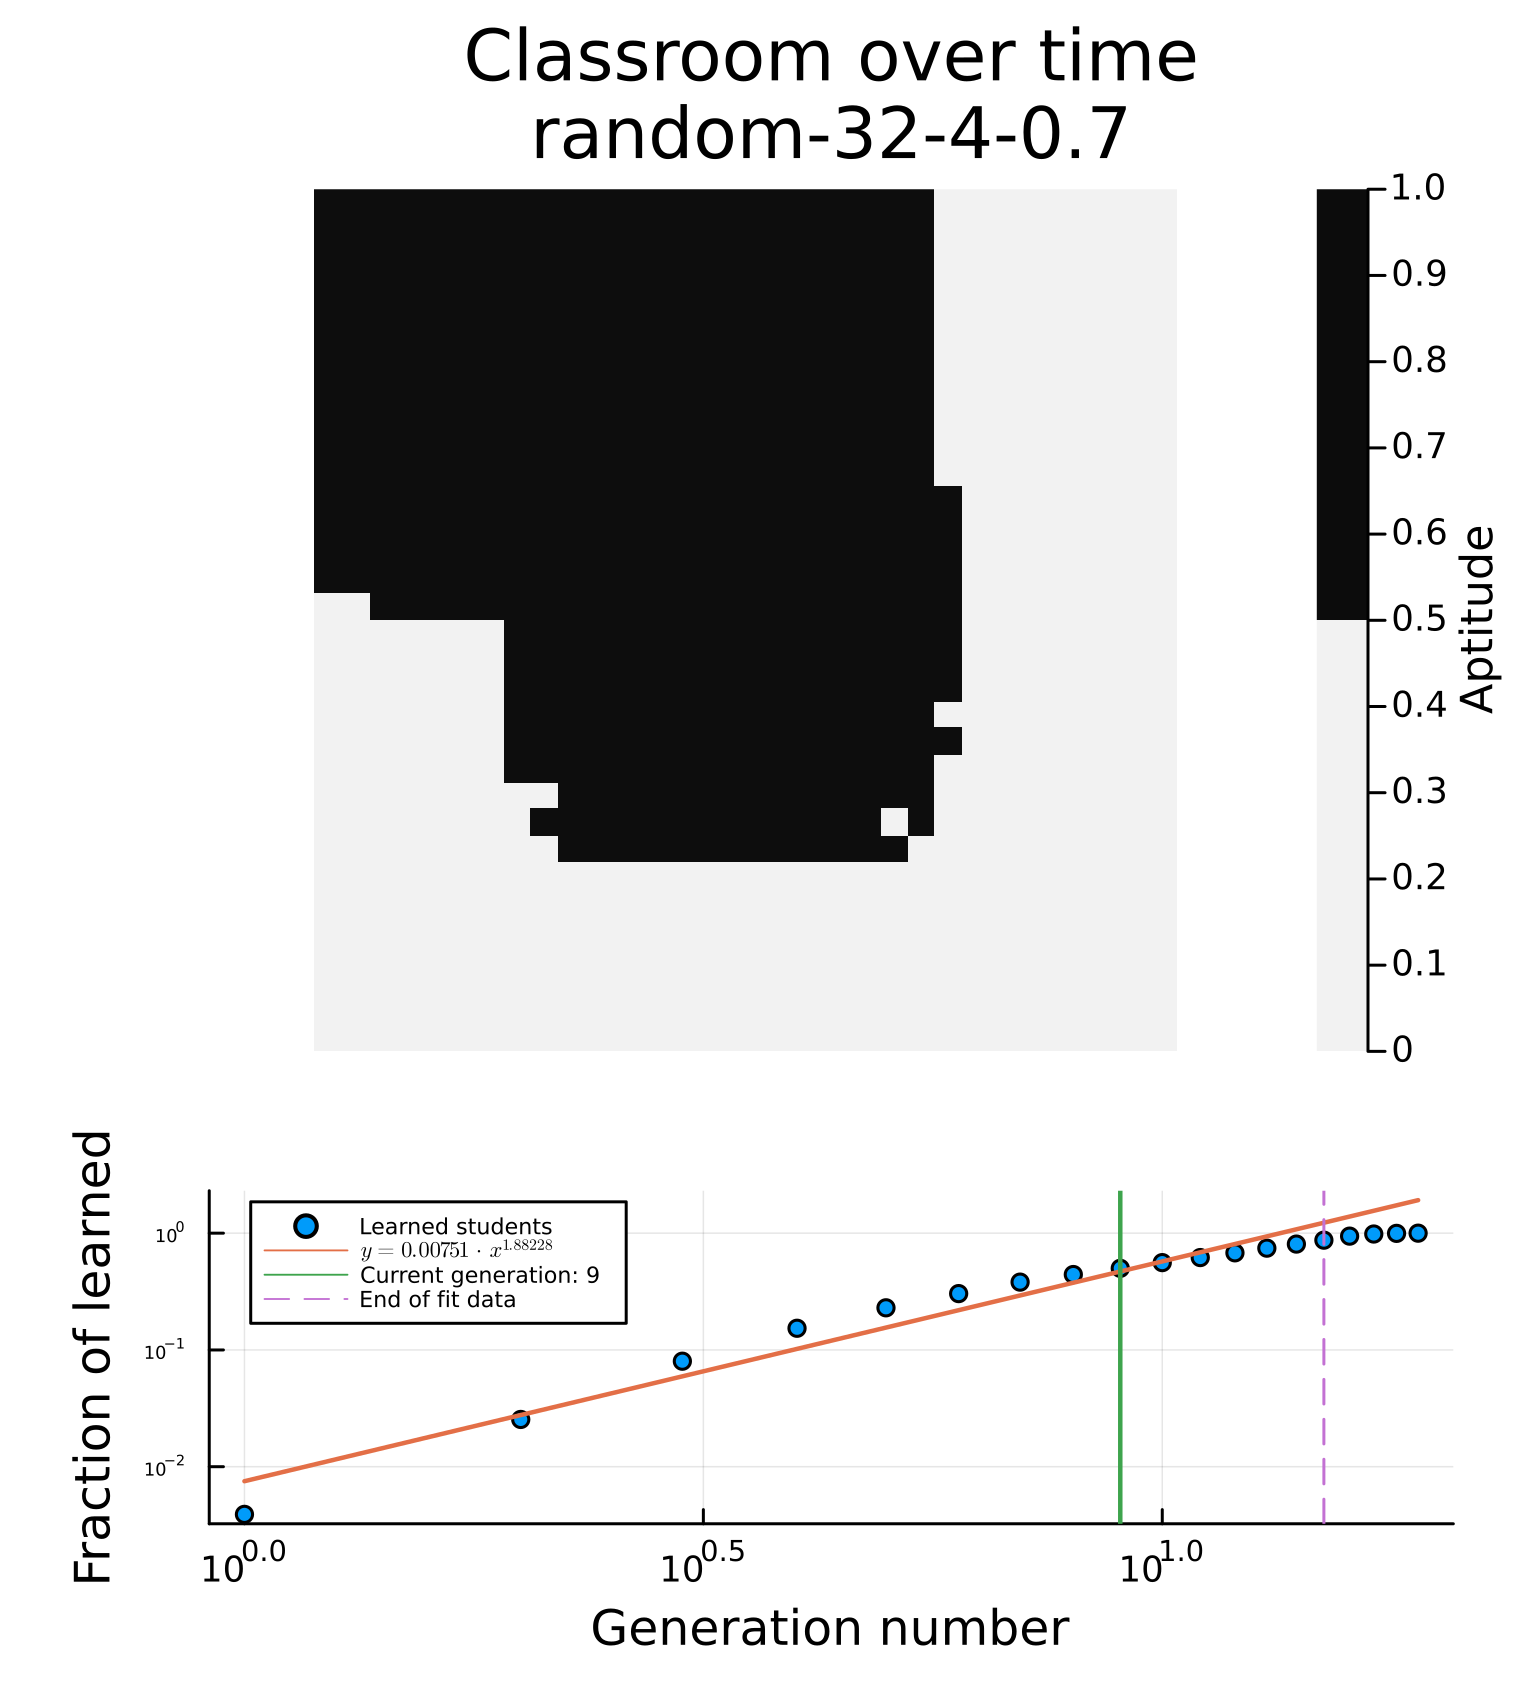 Classroom over time
random-32-4-0.7
1.0
0.9
0.8
0.7
0.6
0.5
0.4
0.3
0.2
0.1
0
Aptitude
Fraction of learned
10⁰
10⁻¹
10⁻²
Learned students
y = 0.00751 · x^1.88228
Current generation: 9
End of fit data
10^0.0
10^0.5
10^1.0
Generation number